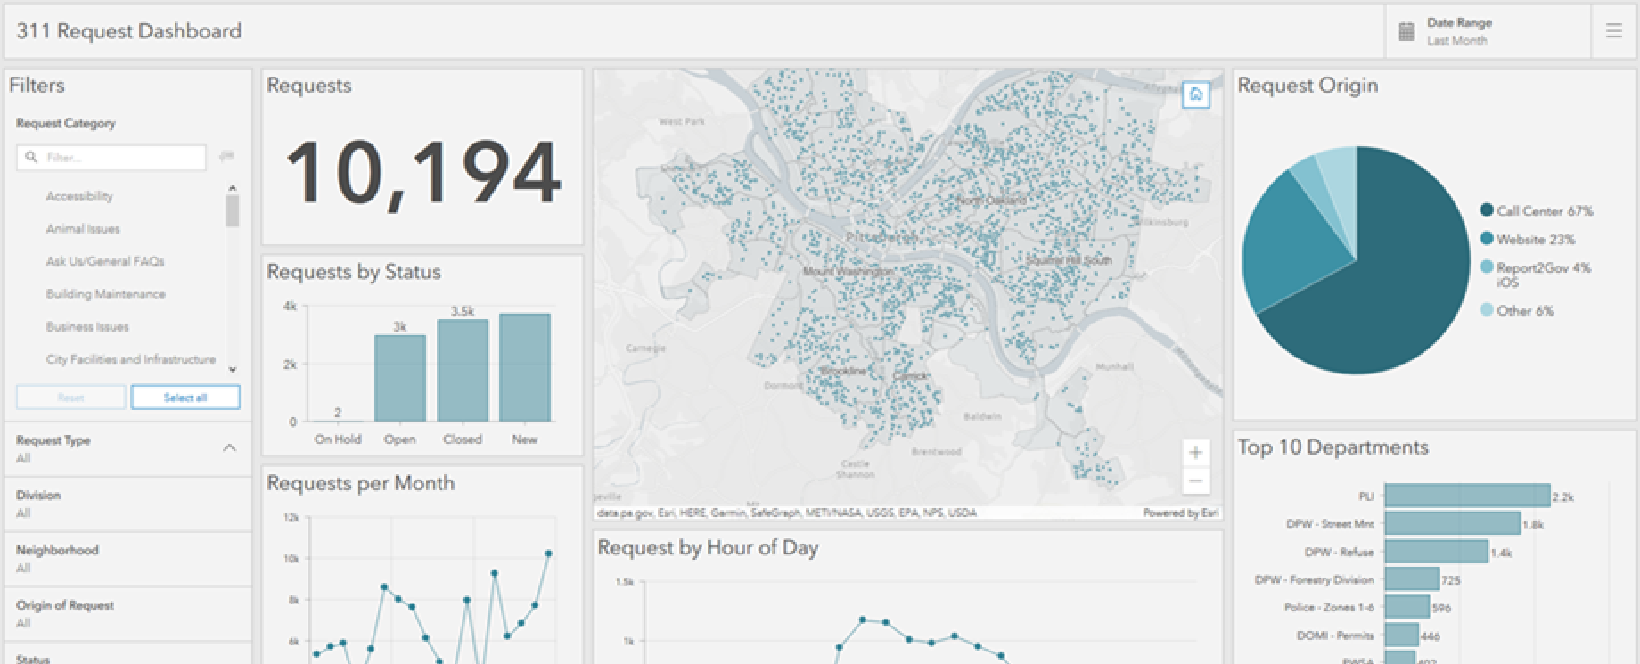 311 Request Dashboard
Date Range
Last Month
Filters
Request Category
Filter...
Accessibility
Animal Issues
Ask Us/General FAQs
Building Maintenance
Business Issues
City Facilities and Infrastructure
Reset
Select all
Request Type
All
Division
All
Neighborhood
All
Origin of Request
All
Status
Requests
10,194
Requests by Status
4k
2k
0
2
3k
3.5k
On Hold
Open
Closed
New
Requests per Month
12k
10k
8k
6k
West Park
North Oakland
Wilkinsburg
Pittsburgh
Mount Washington
Squirrel Hill South
Carnegie
Brookline
Carrick
Dormont
Munhall
Baldwin
Brentwood
Castle
Shannon
data.pa.gov, Esri, HERE, Garmin, SafeGraph, METI/NASA, USGS, EPA, NPS, USDA
Powered by Esri
Request by Hour of Day
1.5k
1k
Request Origin
Call Center 67%
Website 23%
Report2Gov 4%
iOS
Other 6%
Top 10 Departments
PLI
2.2k
DPW - Street Mnt
1.8k
DPW - Refuse
1.4k
DPW - Forestry Division
725
Police - Zones 1-6
596
DOMI - Permits
446